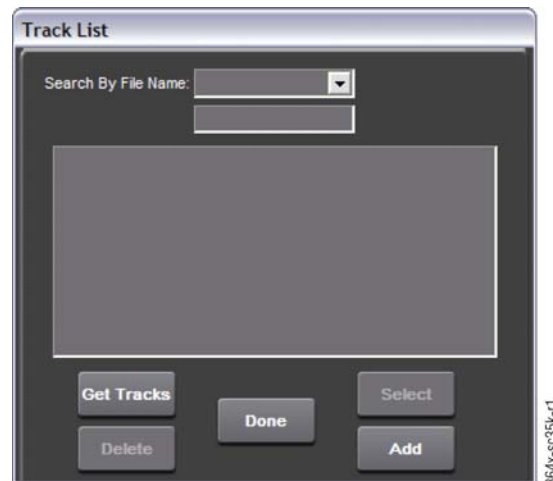 Track List
Search By File Name:
Get Tracks
Select
Done
Delete
Add